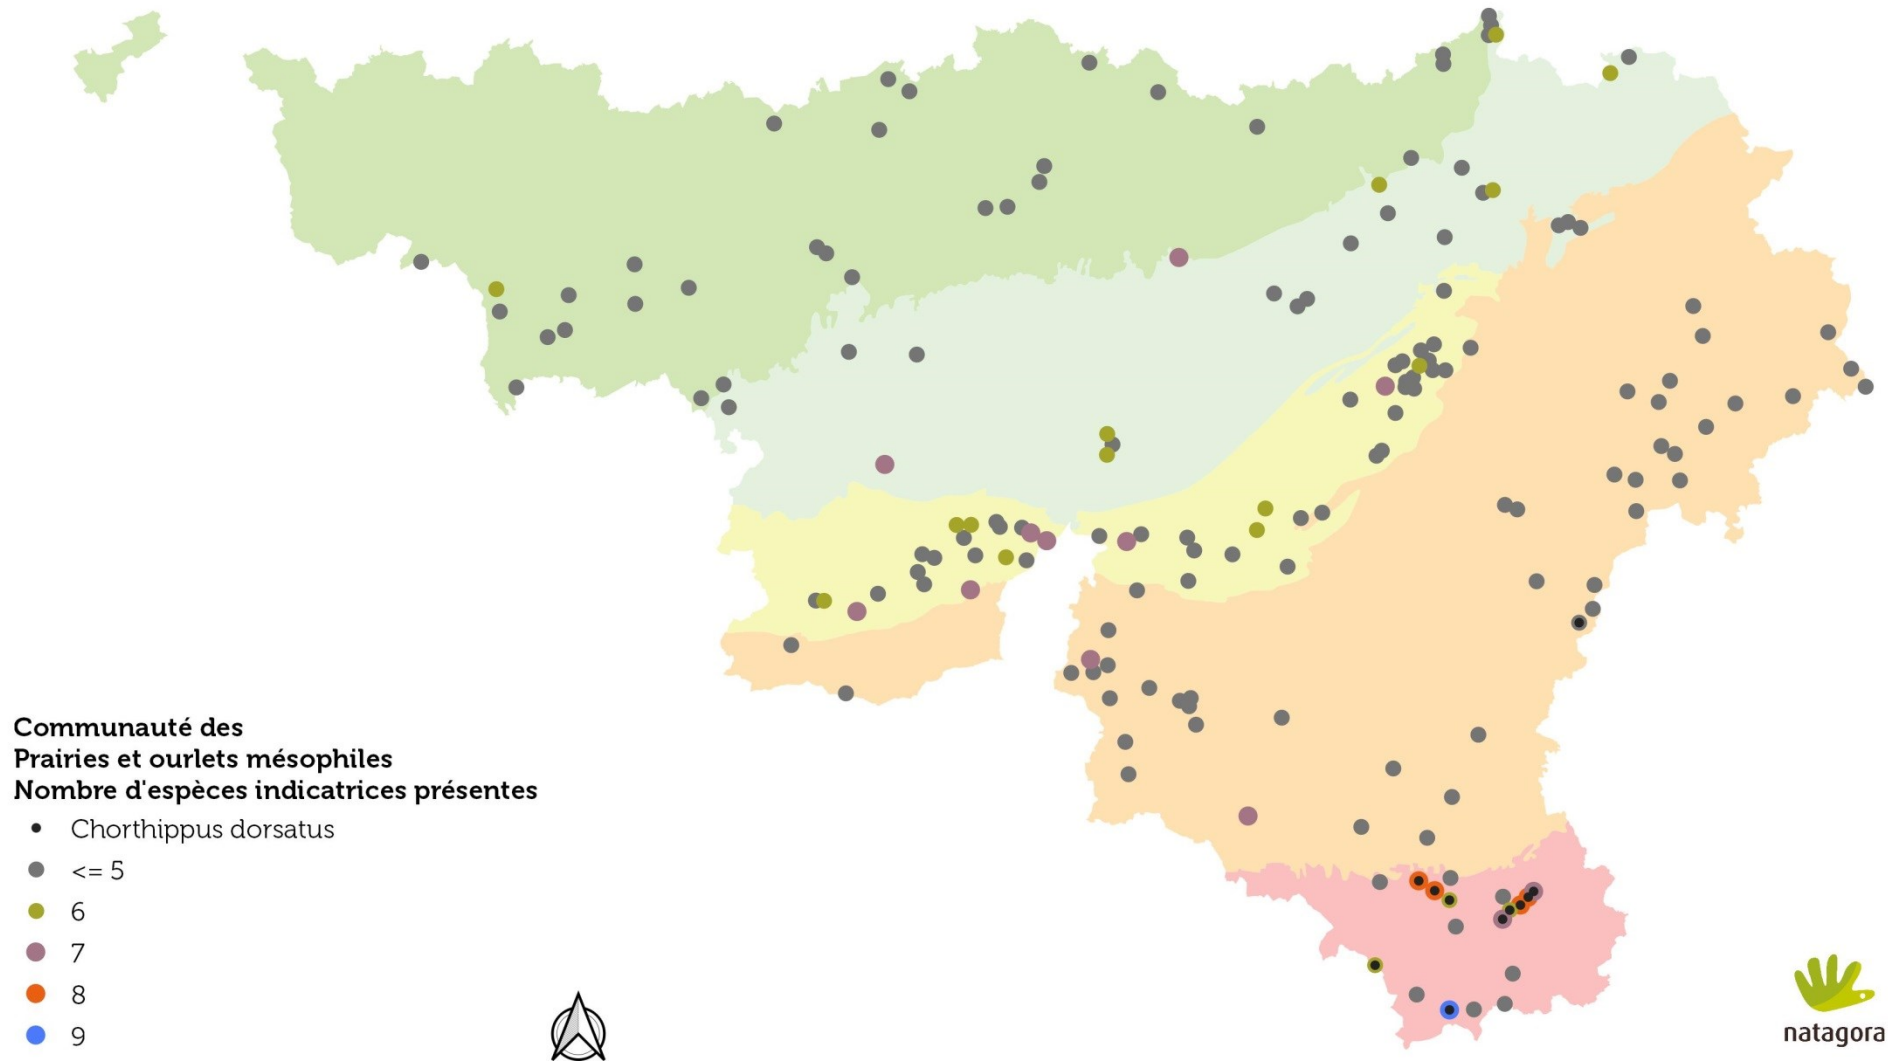 Communauté des
Prairies et ourlets mésophiles
Nombre d'espèces indicatrices présentes
Chorthippus dorsatus
<= 5
6
7
8
9
natagora